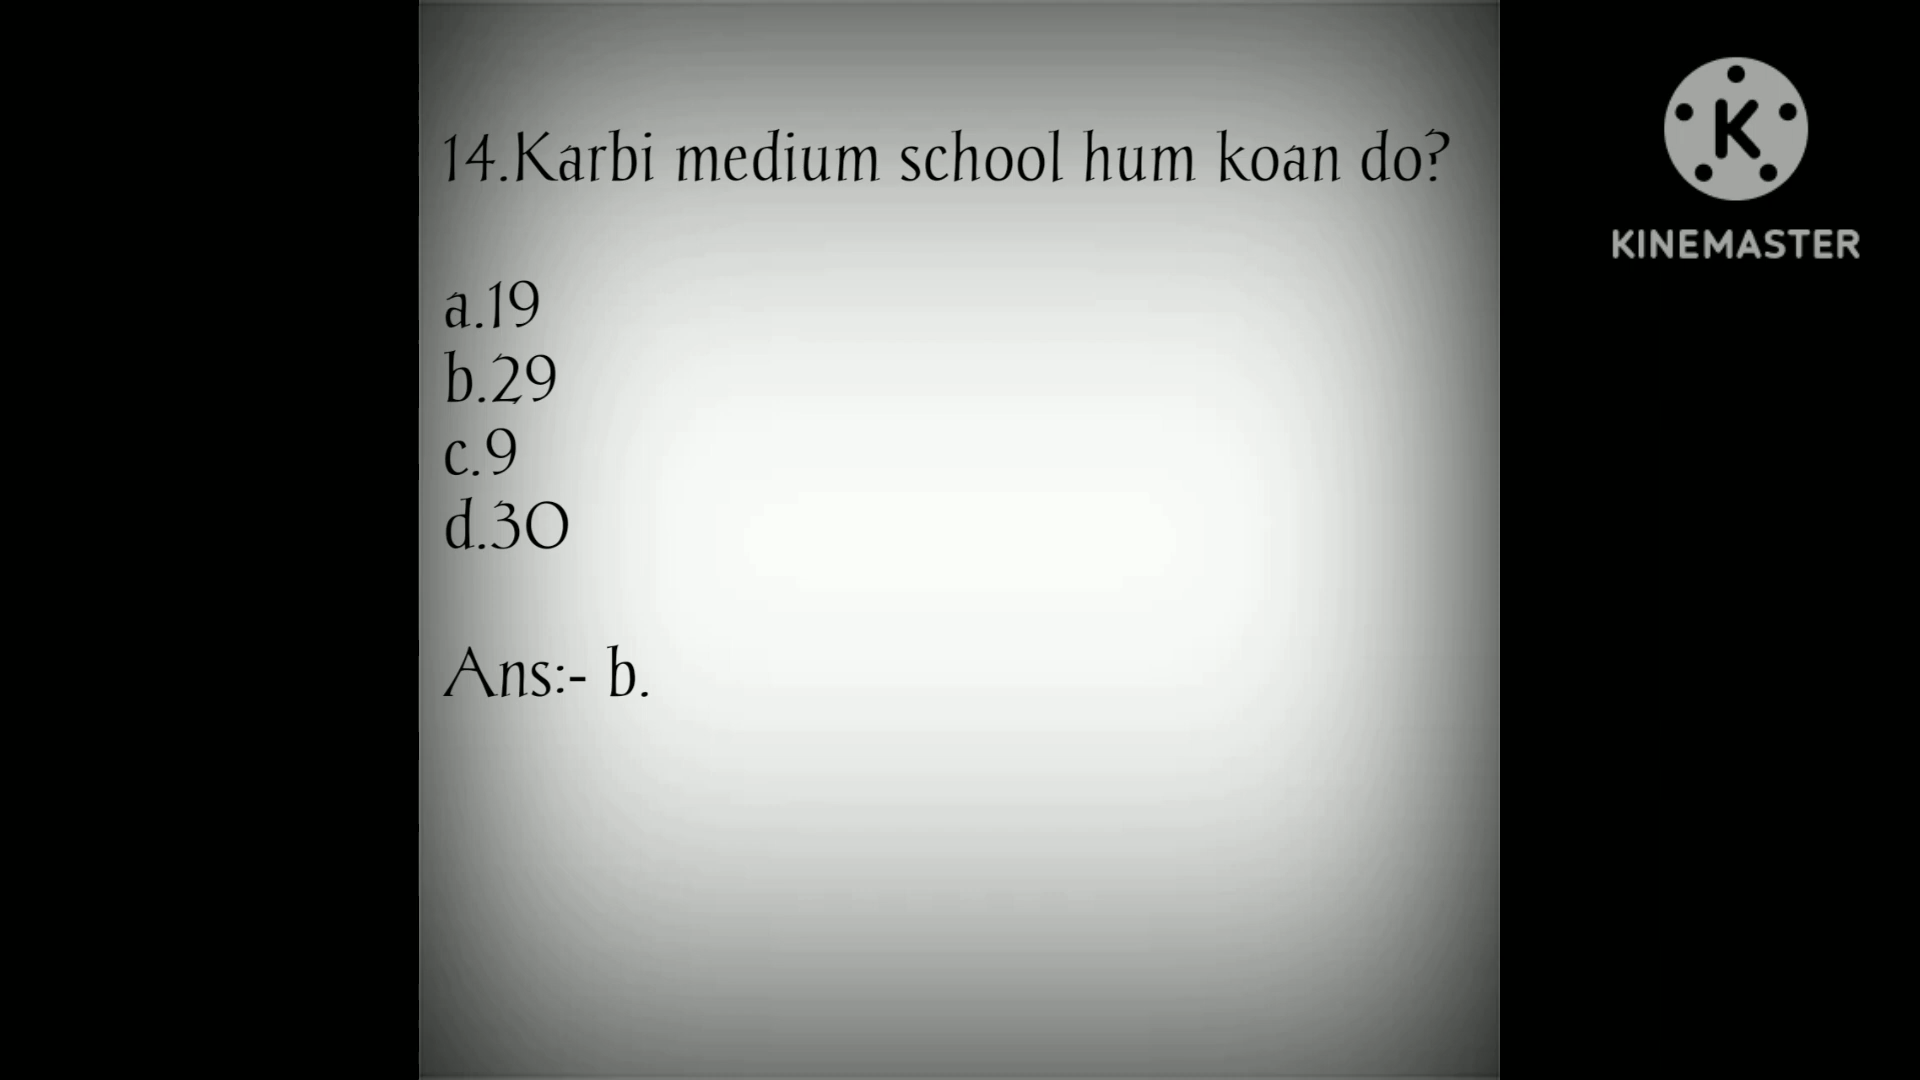 14.Karbi medium school hum koan do?
a.19
b.29
c.9
d.30
Ans:- b.
KINEMASTER